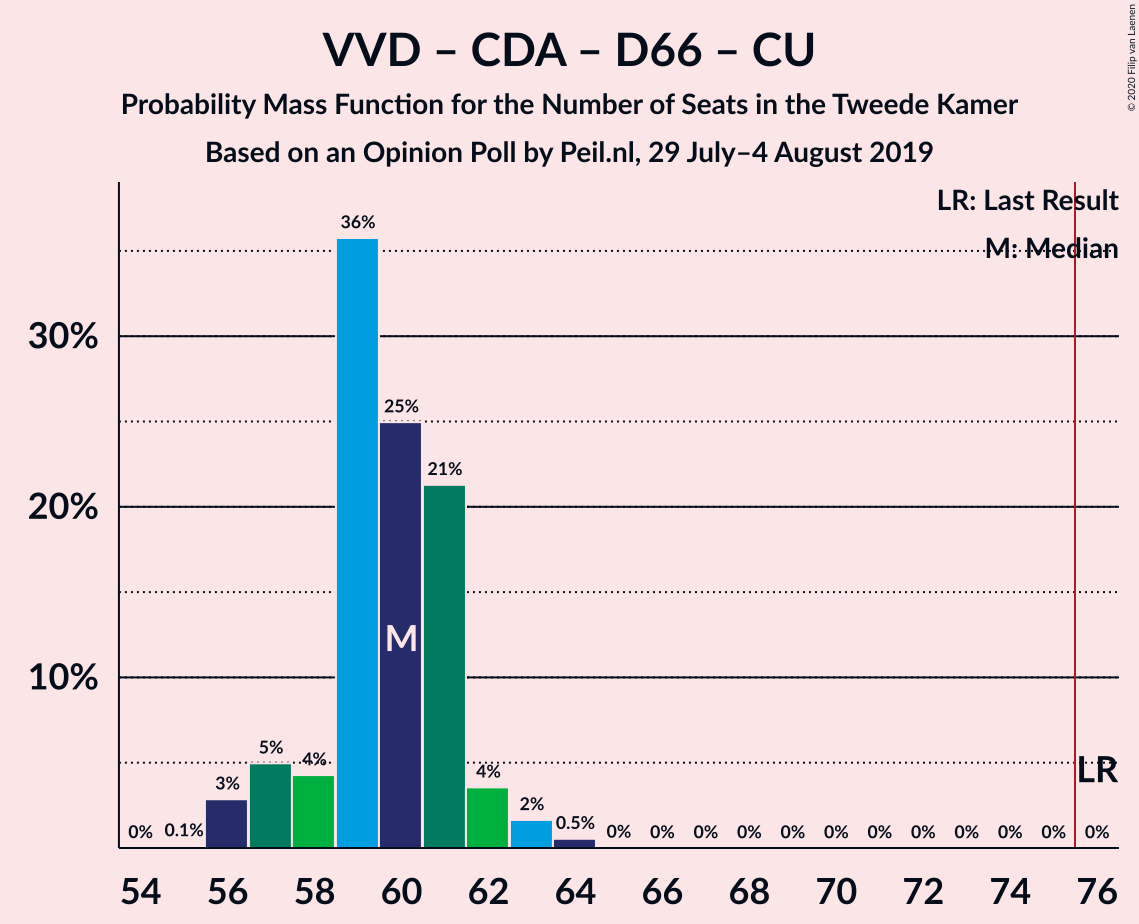 VVD – CDA – D66 – CU
Probability Mass Function for the Number of Seats in the Tweede Kamer
Based on an Opinion Poll by Peil.nl, 29 July–4 August 2019
© 2020 Filip van Laenen
LR: Last Result
M: Median
30%
20%
10%
0%
0.1%
3%
5%
4%
36%
25%
21%
4%
2%
0.5%
0%
0%
0%
0%
0%
0%
0%
0%
0%
0%
0%
0%
M
LR
54 56 58 60 62 64 66 68 70 72 74 76